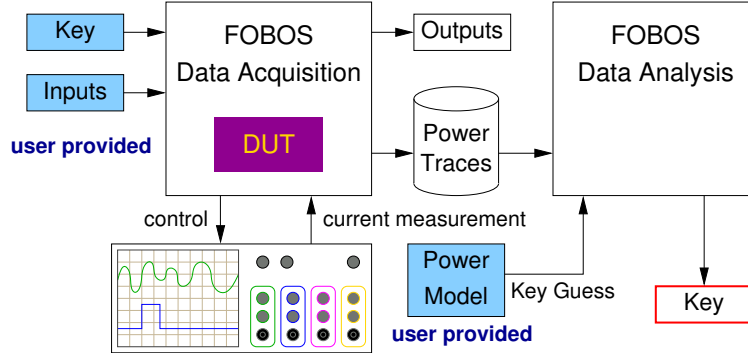 Key
Inputs
user provided
FOBOS
Data Acquisition
DUT
Outputs
Power
Traces
FOBOS
Data Analysis
control
current measurement
Power
Model
user provided
Key Guess
Key